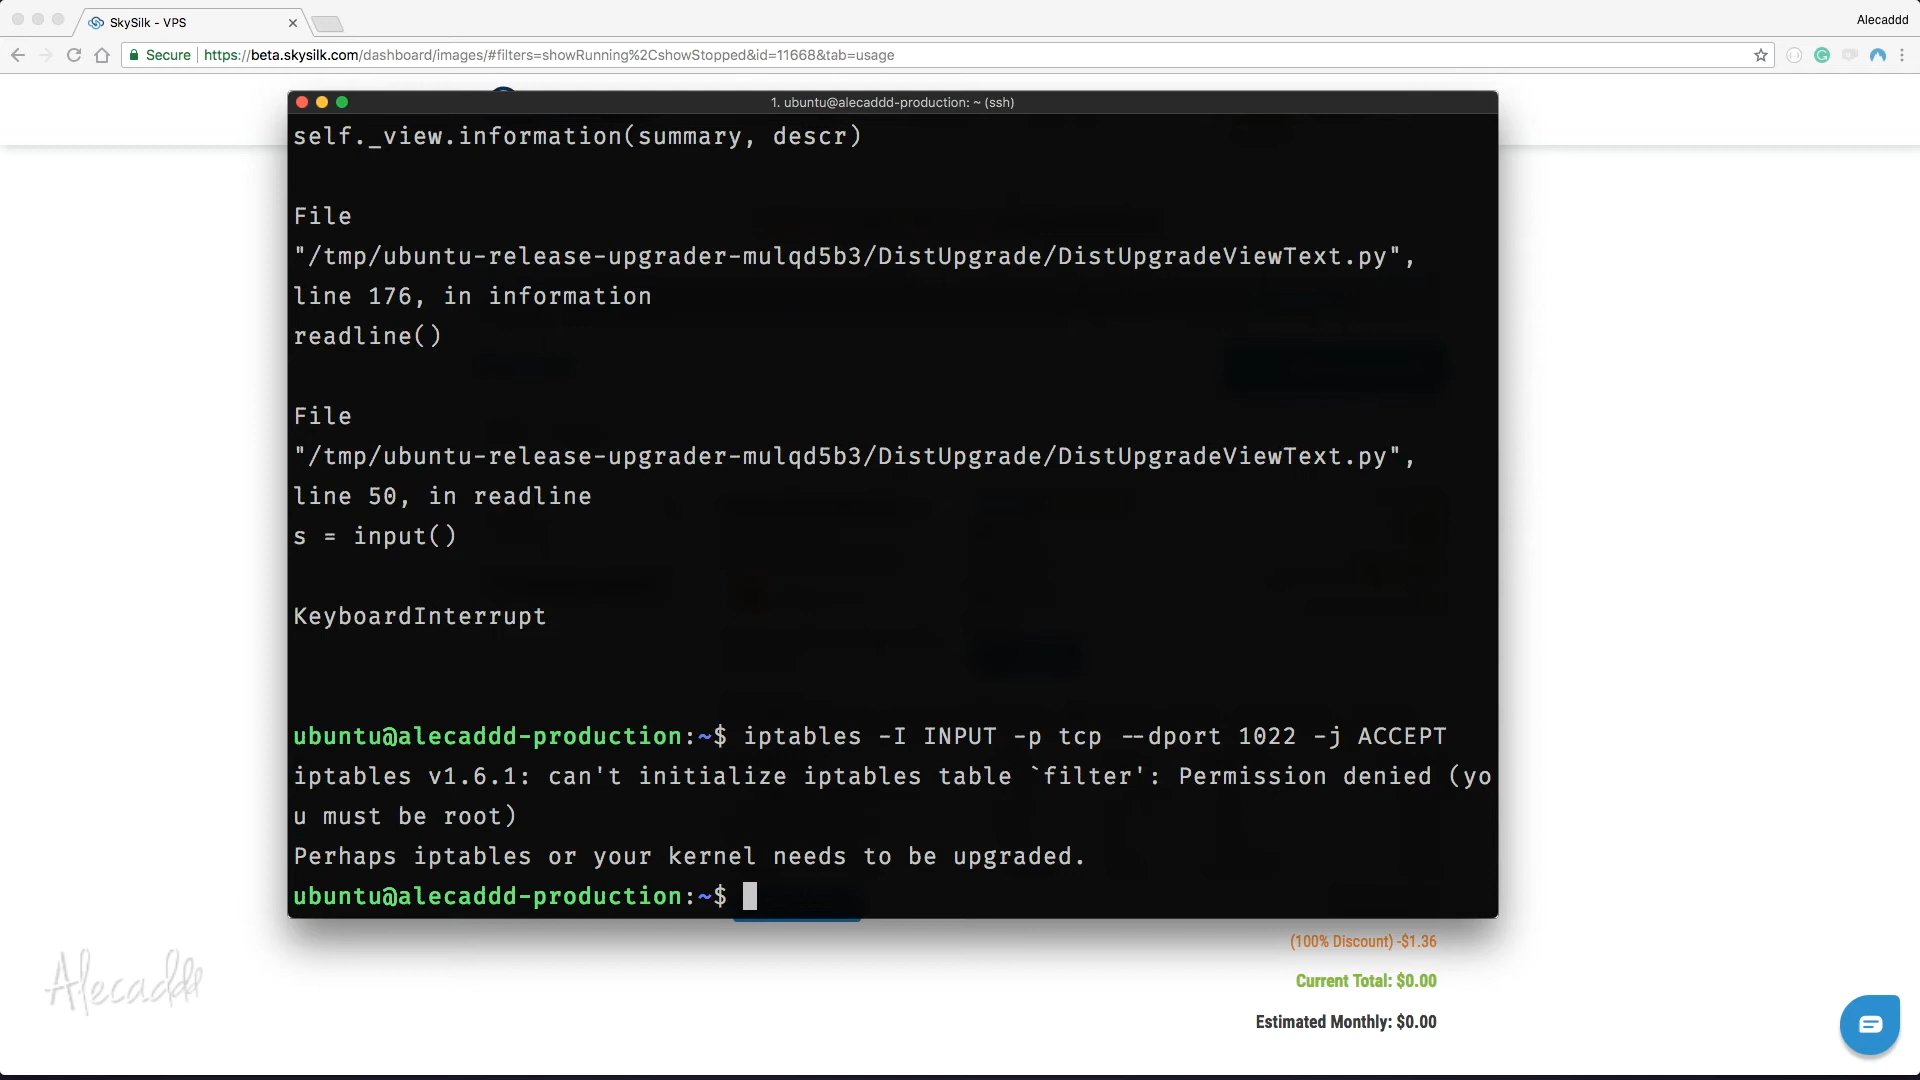 SkySilk - VPS
Alecaddd
Secure
https://beta.skysilk.com/dashboard/images/#filters=showRunning%2CshowStopped&id=11668&tab=usage
1. ubuntu@alecaddd-production: ~ (ssh)
self._view.information(summary, descr)
File
"/tmp/ubuntu-release-upgrader-mulqd5b3/DistUpgrade/DistUpgradeViewText.py",
line 176, in information
readline()
File
"/tmp/ubuntu-release-upgrader-mulqd5b3/DistUpgrade/DistUpgradeViewText.py",
line 50, in readline
s = input()
KeyboardInterrupt
ubuntu@alecaddd-production:~$ iptables -I INPUT -p tcp --dport 1022 -j ACCEPT
iptables v1.6.1: can't initialize iptables table `filter': Permission denied (yo
u must be root)
Perhaps iptables or your kernel needs to be upgraded.
ubuntu@alecaddd-production:~$
(100% Discount) -$1.36
Current Total: $0.00
Estimated Monthly: $0.00
Alecaddd